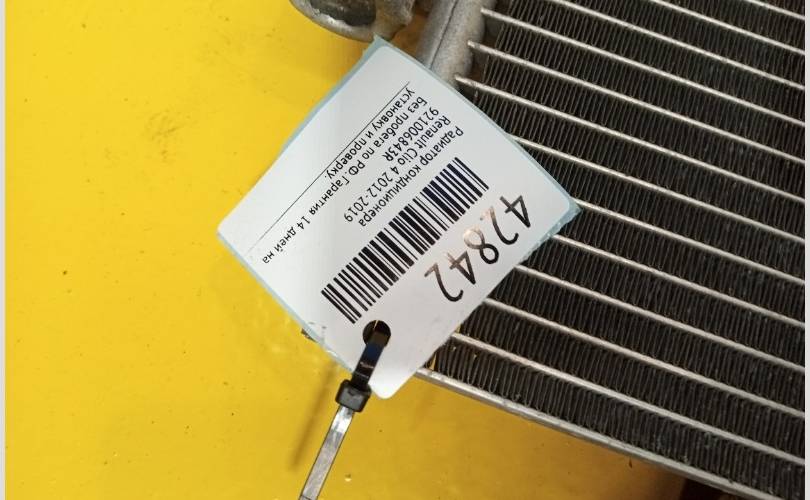 42842
Радиатор кондиционера
Renault Clio 4 2012-2019
921006843R
Без пробега по РФ. Гарантия 14 дней на
установку и проверку.